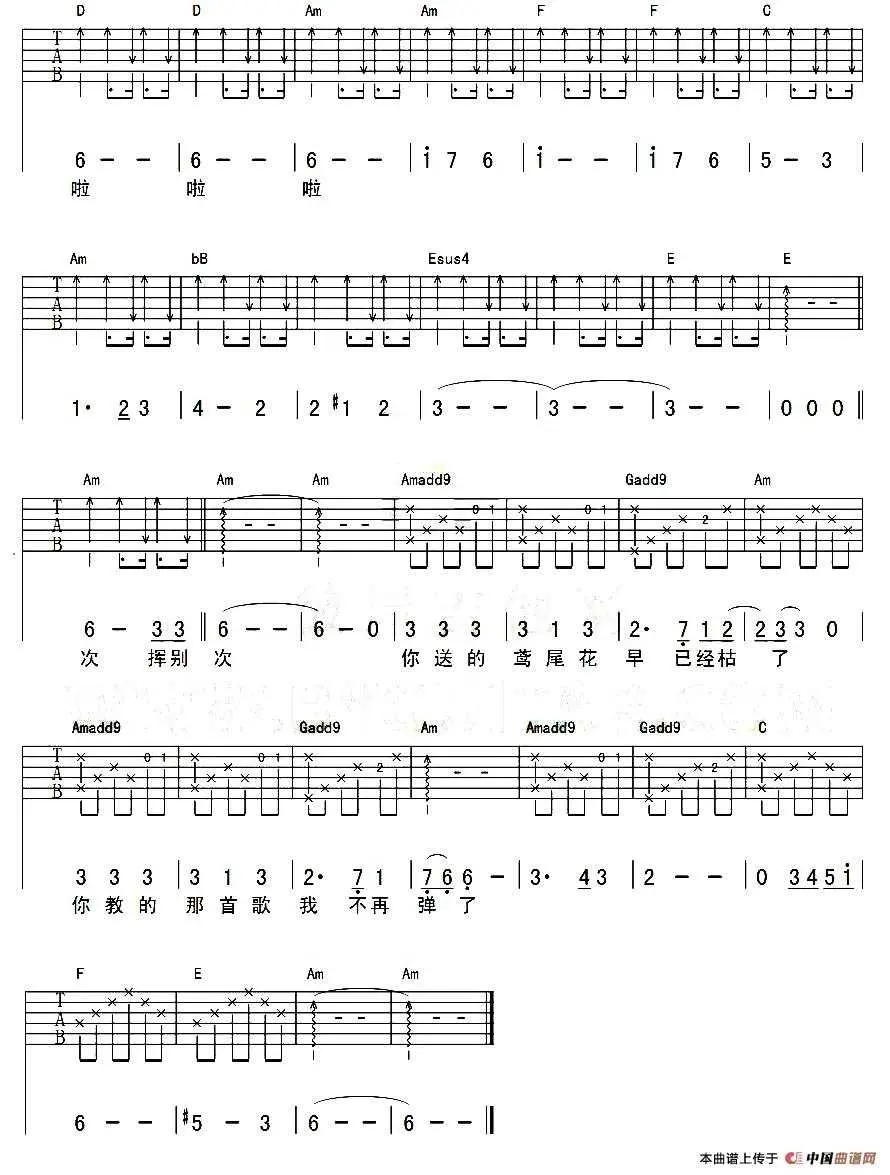 D D Am Am F F C
T A B
6 - - | 6 - - | 6 - - | i 7 6 | i - - | i 7 6 | 5 - 3
啦 啦 啦
Am bB Esus4 E E
T A B - -
1· 2 3 | 4 - 2 | 2 #1 2 | 3 - - | 3 - - | 3 - - | 0 0 0 ‖
Am Am Am Amadd9 Gadd9 Am
T A B - - - - 0 1 0 1 2
6 - 3 3 ‖ 6 - - | 6 - 0 | 3 3 3 | 3 1 3 | 2· 7 1 2 | 2 3 3 0
次 挥别 次 你送的 鸢尾花 早 已经枯 了
Amadd9 Gadd9 Am Amadd9 Gadd9 C
T A B 0 1 0 1 2 - - 0 1 2
3 3 3 | 3 1 3 | 2· 7 1 | 7 6 6 - | 3· 4 3 | 2 - - | 0 3 4 5 i
你教的 那首歌 我 不再 弹了
F E Am Am
T A B - - - -
6 - - | #5 - 3 | 6 - - | 6 - -
本曲谱上传于 中国曲谱网